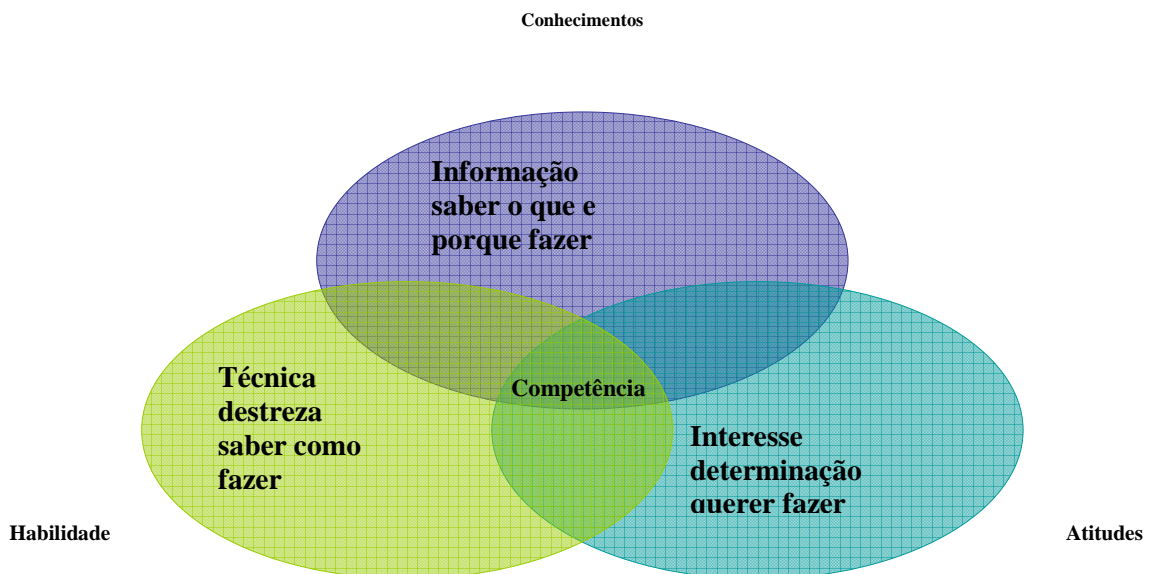 Conhecimentos
Informação
saber o que e
porque fazer
Técnica
destreza
saber como
fazer
Competência
Interesse
determinação
querer fazer
Habilidade
Atitudes